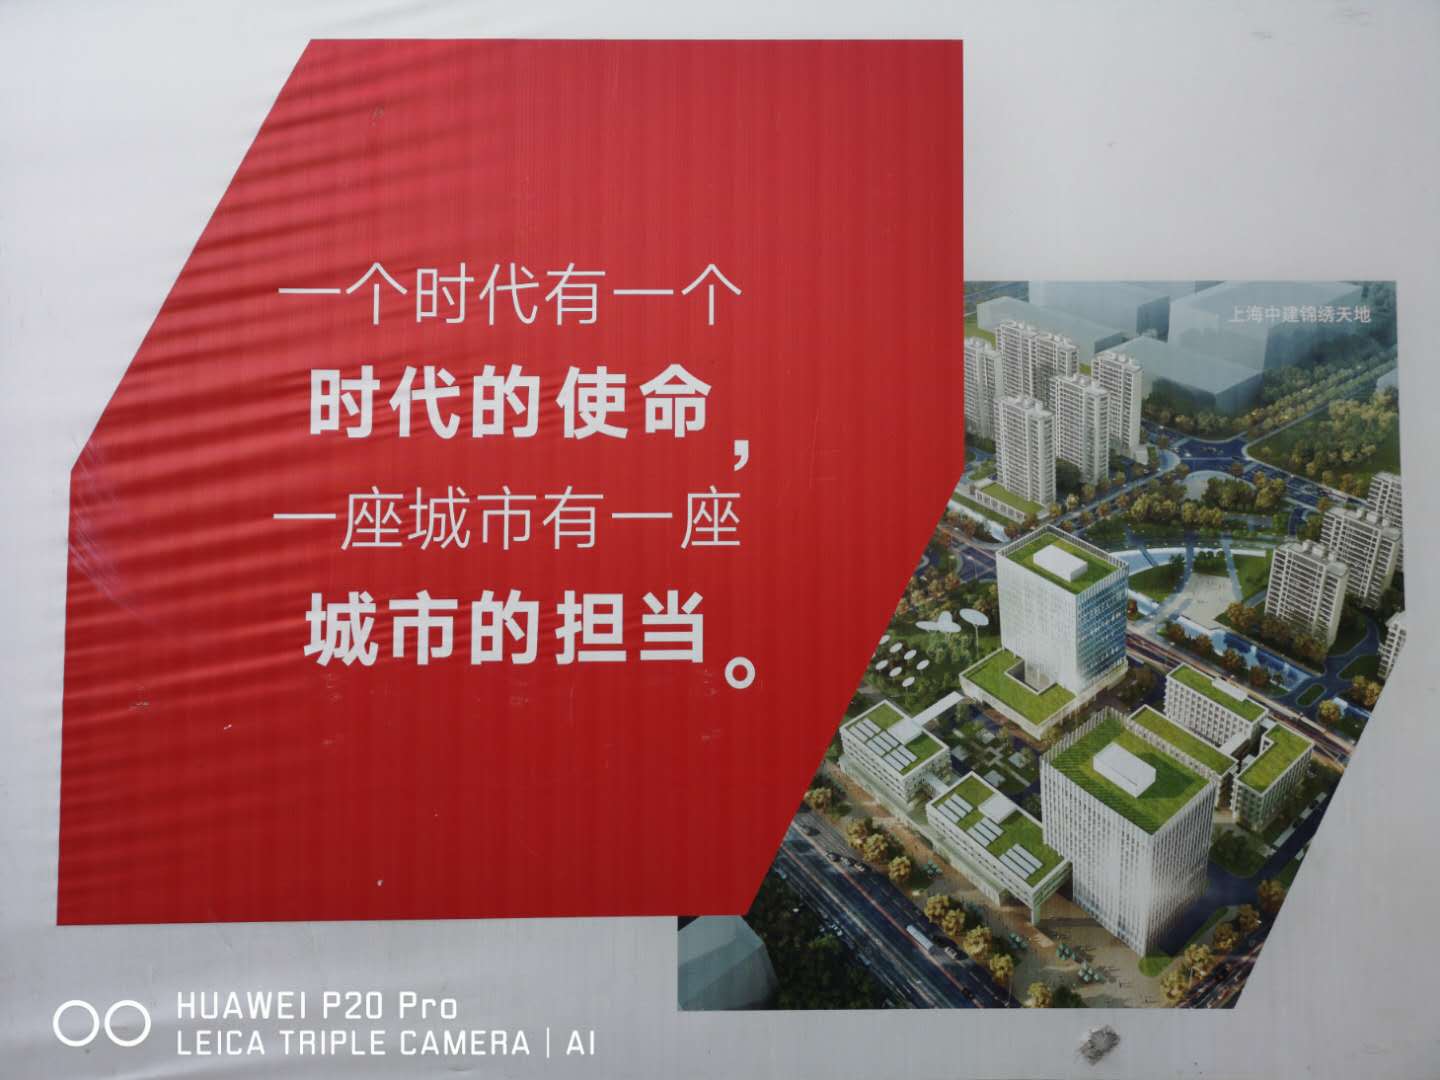 一个时代有一个
时代的使命，
一座城市有一座
城市的担当。
上海中建锦绣天地
HUAWEI P20 Pro
LEICA TRIPLE CAMERA | AI